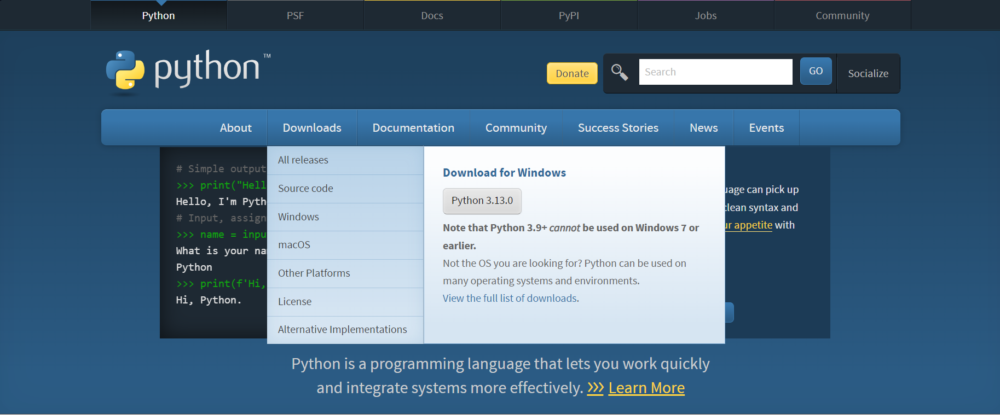 Python
PSF
Docs
PyPI
Jobs
Community
python™
Donate
Search
GO
Socialize
About
Downloads
Documentation
Community
Success Stories
News
Events
# Simple output
>>> print("Hell
Hello, I'm Pyth
# Input, assign
>>> name = inpu
What is your na
Python
>>> print(f'Hi,
Hi, Python.
All releases
Source code
Windows
macOS
Other Platforms
License
Alternative Implementations
Download for Windows
Python 3.13.0
Note that Python 3.9+ cannot be used on Windows 7 or
earlier.
Not the OS you are looking for? Python can be used on
many operating systems and environments.
View the full list of downloads.
uage can pick up
clean syntax and
ur appetite with
Python is a programming language that lets you work quickly
and integrate systems more effectively. >>> Learn More